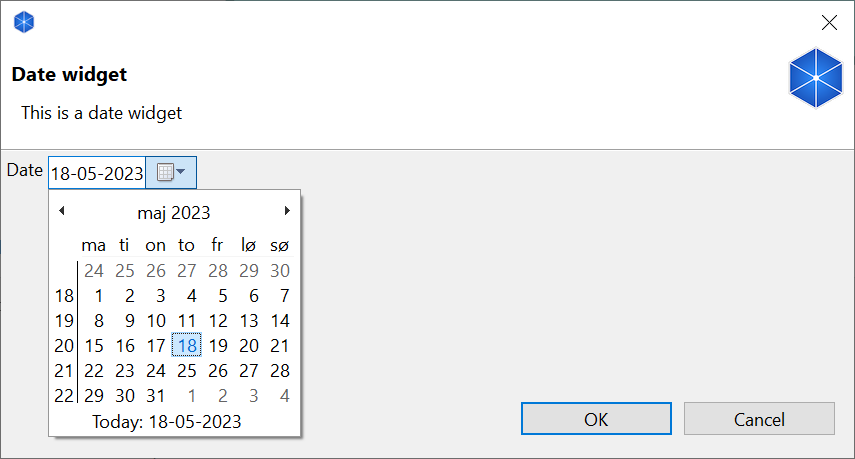 Date widget
This is a date widget
Date 18-05-2023
maj 2023
ma ti on to fr lø sø
24 25 26 27 28 29 30
18 1 2 3 4 5 6 7
19 8 9 10 11 12 13 14
20 15 16 17 18 19 20 21
21 22 23 24 25 26 27 28
22 29 30 31 1 2 3 4
Today: 18-05-2023
OK Cancel